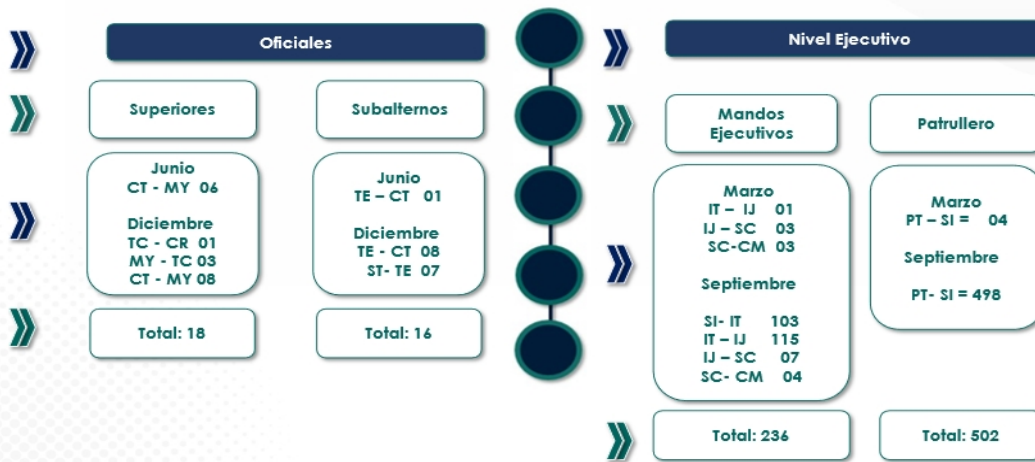 Oficiales
Superiores
Subalternos
Junio
CT - MY 06
Diciembre
TC - CR 01
MY - TC 03
CT - MY 08
Junio
TE – CT 01
Diciembre
TE - CT 08
ST- TE 07
Total: 18
Total: 16
Nivel Ejecutivo
Mandos
Ejecutivos
Patrullero
Marzo
IT – IJ 01
IJ – SC 03
SC-CM 03
Septiembre
SI- IT 103
IT – IJ 115
IJ – SC 07
SC- CM 04
Marzo
PT – SI = 04
Septiembre
PT- SI = 498
Total: 236
Total: 502